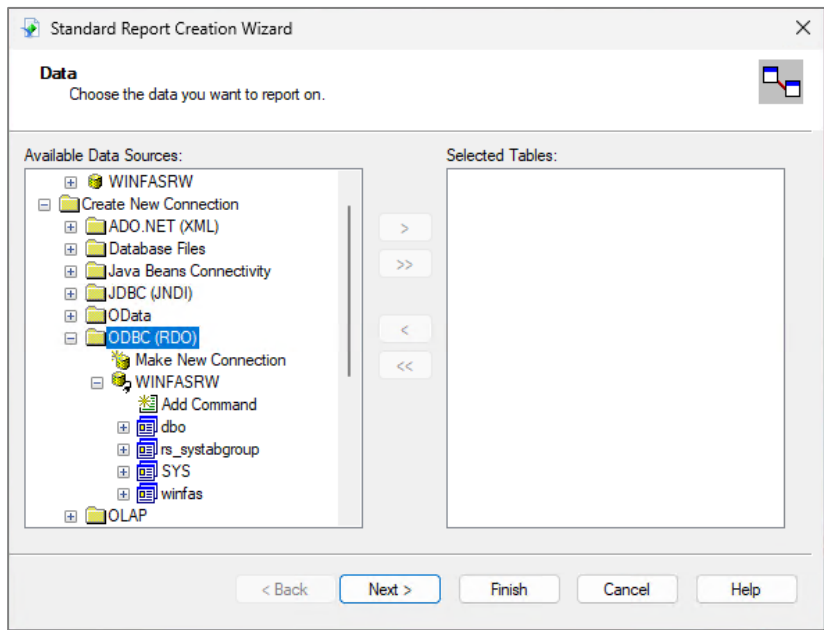 Standard Report Creation Wizard
Data
Choose the data you want to report on.
Available Data Sources:
WINFASRW
Create New Connection
ADO.NET (XML)
Database Files
Java Beans Connectivity
JDBC (JNDI)
OData
ODBC (RDO)
Make New Connection
WINFASRW
Add Command
dbo
rs_systabgroup
SYS
winfas
OLAP
>
>>
<
<<
Selected Tables:
< Back Next > Finish Cancel Help